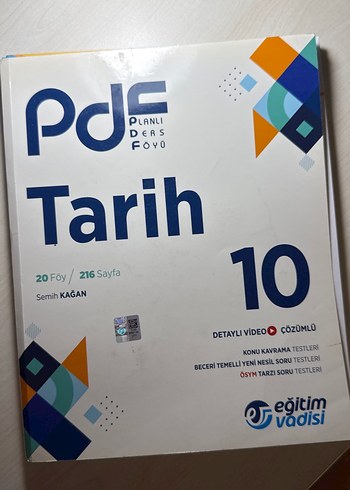 PdF
PLANLI
DERS
FÖYÜ
Tarih
20 Föy / 216 Sayfa
Semih KAĞAN
10
DETAYLI VİDEO ÇÖZÜMLÜ
KONU KAVRAMA TESTLERİ
BECERİ TEMELLİ YENİ NESİL SORU TESTLERİ
ÖSYM TARZI SORU TESTLERİ
eğitim
vadisi